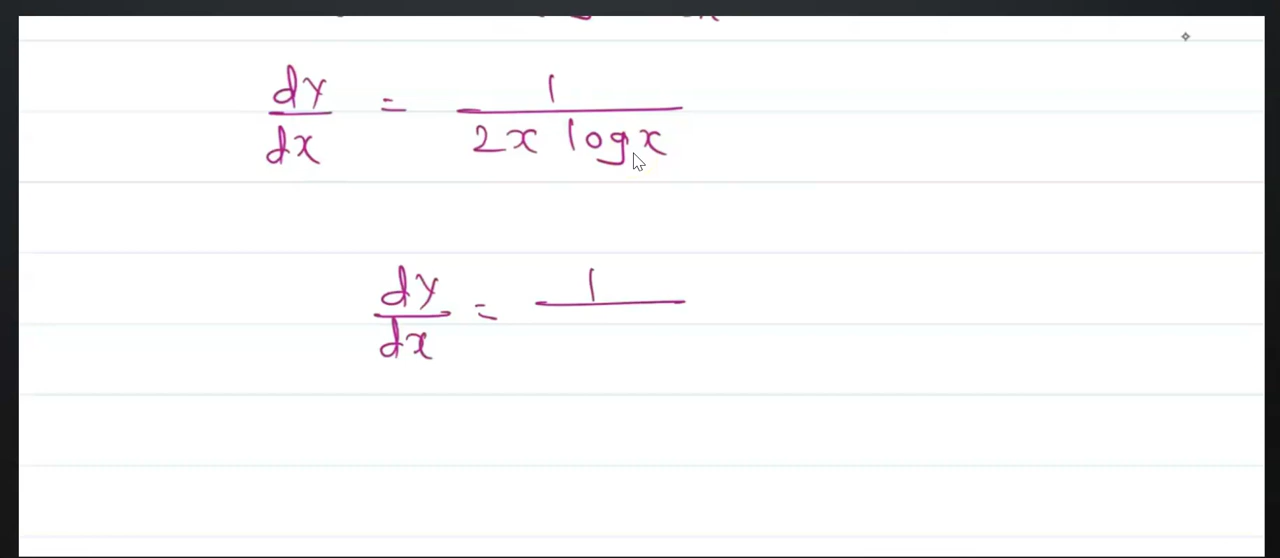 dy/dx = 1/(2x log x)
dy/dx = 1/